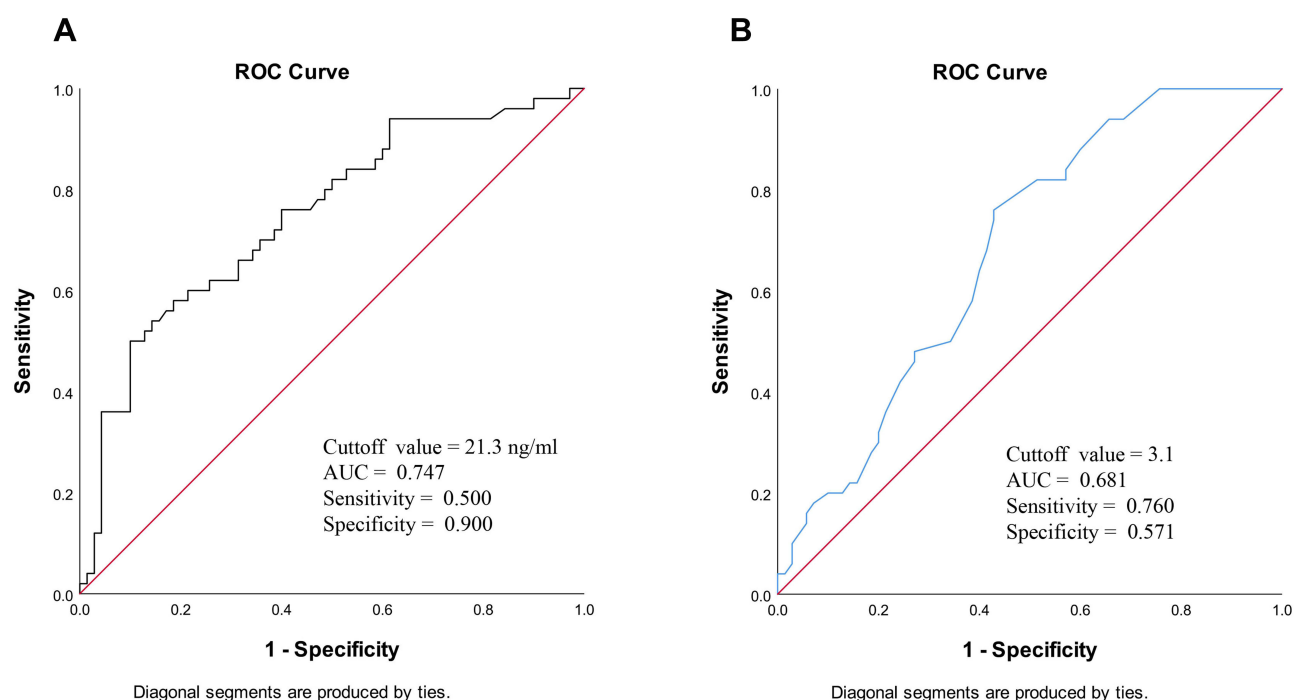 A
ROC Curve
1.0
0.8
0.6
0.4
0.2
0.0
Sensitivity
Cuttoff value = 21.3 ng/ml
AUC = 0.747
Sensitivity = 0.500
Specificity = 0.900
0.0 0.2 0.4 0.6 0.8 1.0
1 - Specificity
Diagonal segments are produced by ties.
B
ROC Curve
1.0
0.8
0.6
0.4
0.2
0.0
Sensitivity
Cuttoff value = 3.1
AUC = 0.681
Sensitivity = 0.760
Specificity = 0.571
0.0 0.2 0.4 0.6 0.8 1.0
1 - Specificity
Diagonal segments are produced by ties.